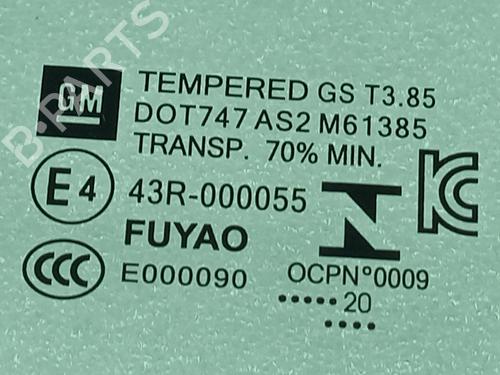 B-PARTS
GM
TEMPERED GS T3.85
DOT747 AS2 M61385
TRANSP. 70% MIN.
E4
43R-000055
FUYAO
CCC
E000090
KC
N
OCPN°0009
..... 20
....